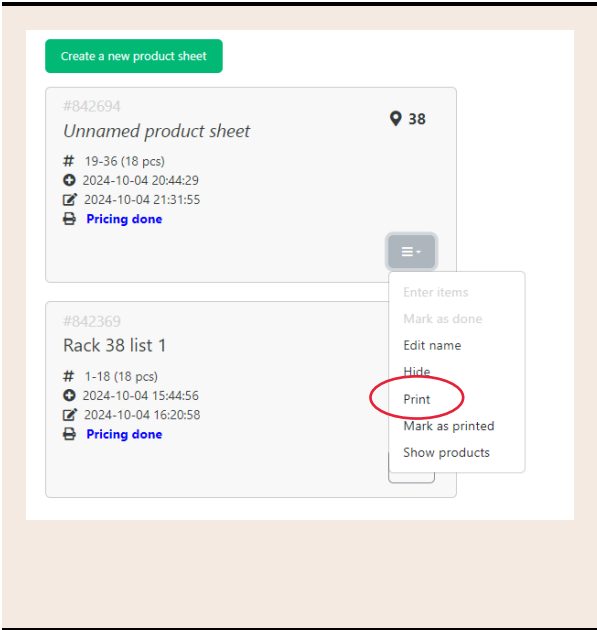 Create a new product sheet
#842694
Unnamed product sheet
38
# 19-36 (18 pcs)
2024-10-04 20:44:29
2024-10-04 21:31:55
Pricing done
Enter items
Mark as done
Edit name
Hide
Print
Mark as printed
Show products
#842369
Rack 38 list 1
# 1-18 (18 pcs)
2024-10-04 15:44:56
2024-10-04 16:20:58
Pricing done